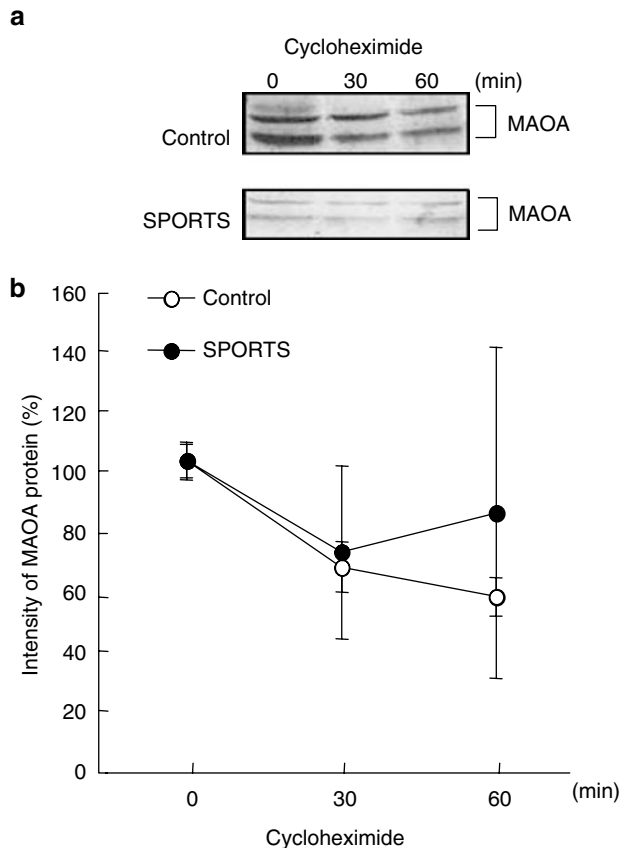 a
Cycloheximide
0 30 60 (min)
Control MAOA
SPORTS MAOA
b
Control
SPORTS
160
140
120
100
80
60
40
20
0
Intensity of MAOA protein (%)
0 30 60 (min)
Cycloheximide